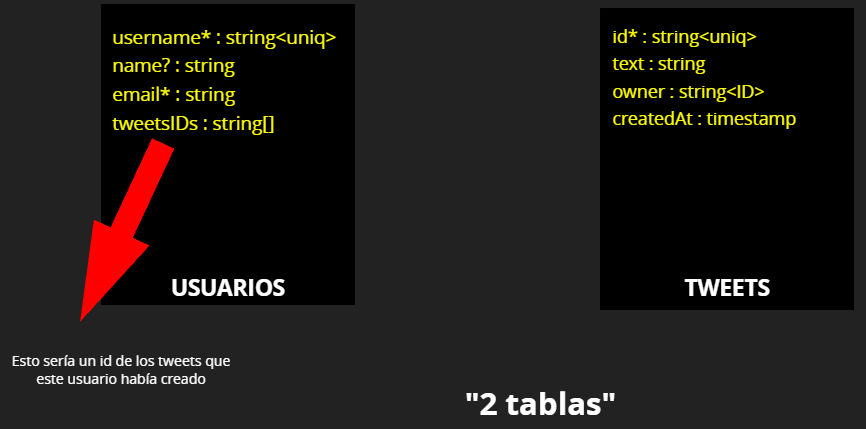 username* : string<uniq>
name? : string
email* : string
tweetsIDs : string[]
USUARIOS
Esto sería un id de los tweets que
este usuario había creado
id* : string<uniq>
text : string
owner : string<ID>
createdAt : timestamp
TWEETS
"2 tablas"